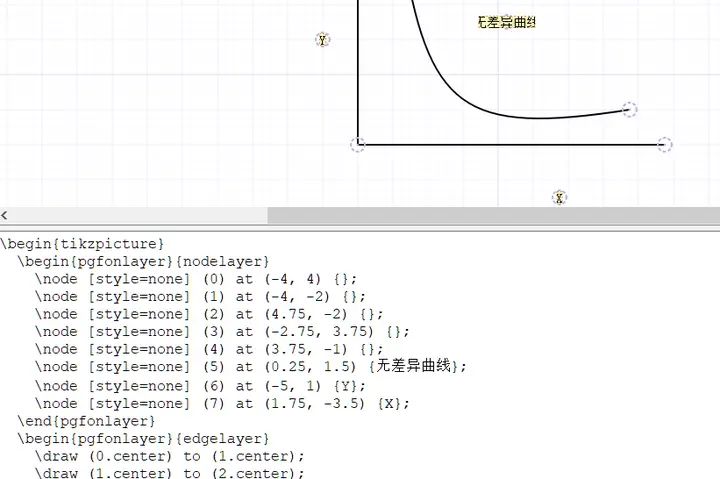 无差异曲线
Y
X
\begin{tikzpicture}
\begin{pgfonlayer}{nodelayer}
\node [style=none] (0) at (-4, 4) {};
\node [style=none] (1) at (-4, -2) {};
\node [style=none] (2) at (4.75, -2) {};
\node [style=none] (3) at (-2.75, 3.75) {};
\node [style=none] (4) at (3.75, -1) {};
\node [style=none] (5) at (0.25, 1.5) {无差异曲线};
\node [style=none] (6) at (-5, 1) {Y};
\node [style=none] (7) at (1.75, -3.5) {X};
\end{pgfonlayer}
\begin{pgfonlayer}{edgelayer}
\draw (0.center) to (1.center);
\draw (1.center) to (2.center);